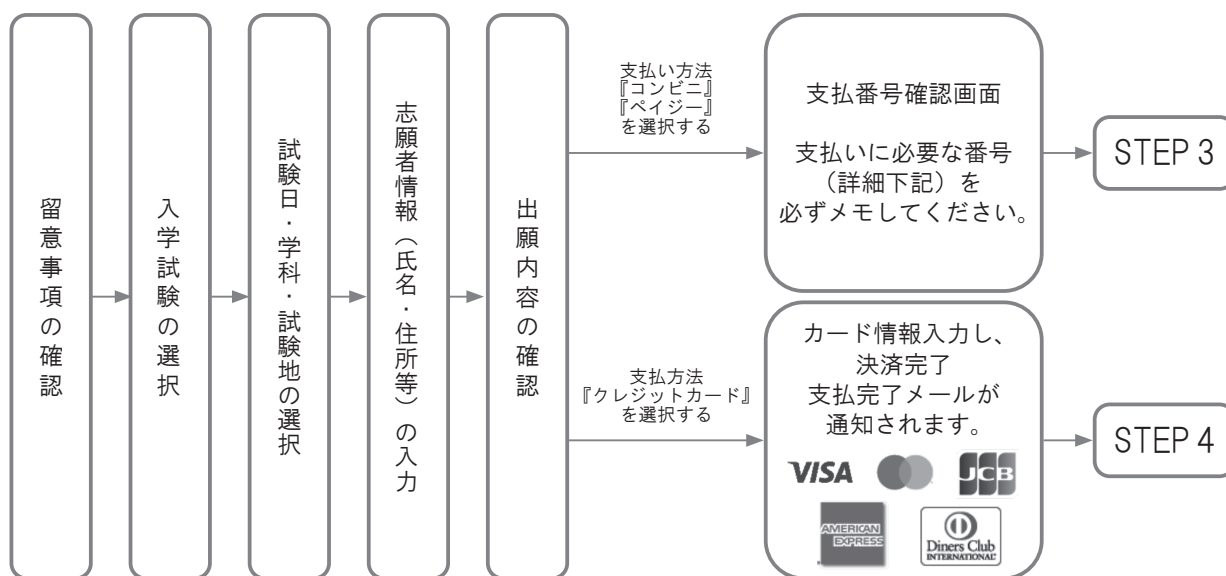 留意事項の確認
入学試験の選択
試験日・学科・試験地の選択
志願者情報（氏名・住所等）の入力
出願内容の確認
支払い方法
『コンビニ』
『ペイジー』
を選択する
支払番号確認画面
支払いに必要な番号
（詳細下記）を
必ずメモしてください。
STEP 3
支払方法
『クレジットカード』
を選択する
カード情報入力し、
決済完了
支払完了メールが
通知されます。
VISA
JCB
AMERICAN
EXPRESS
Diners Club
INTERNATIONAL
STEP 4